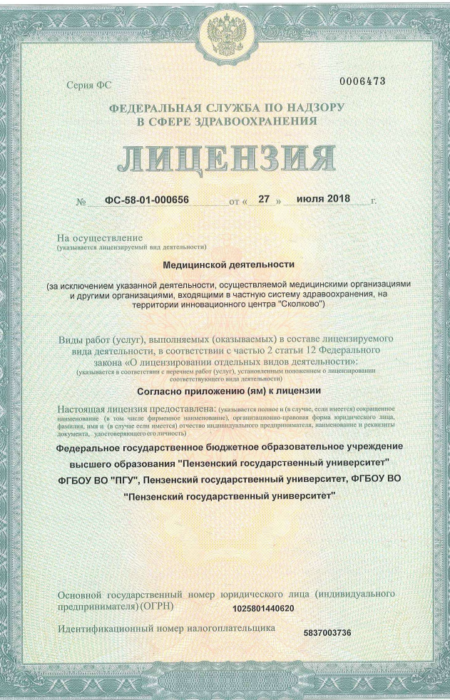 Серия ФС 0006473
ФЕДЕРАЛЬНАЯ СЛУЖБА ПО НАДЗОРУ
В СФЕРЕ ЗДРАВООХРАНЕНИЯ
ЛИЦЕНЗИЯ
№ ФС-58-01-000656 от « 27 » июля 2018 г.
На осуществление
(указывается лицензируемый вид деятельности)
Медицинской деятельности
(за исключением указанной деятельности, осуществляемой медицинскими организациями
и другими организациями, входящими в частную систему здравоохранения, на
территории инновационного центра "Сколково")
Виды работ (услуг), выполняемых (оказываемых) в составе лицензируемого
вида деятельности, в соответствии с частью 2 статьи 12 Федерального
закона «О лицензировании отдельных видов деятельности»:
(указывается в соответствии с перечнем работ (услуг), установленным положением о лицензировании
соответствующего вида деятельности)
Согласно приложению (ям) к лицензии
Настоящая лицензия предоставлена: (указывается полное и (в случае, если имеется) сокращенное
наименование (в том числе фирменное наименование), организационно-правовая форма юридического лица,
фамилия, имя и (в случае если имеется) отчество индивидуального предпринимателя, наименование и реквизиты
документа, удостоверяющего его личность)
Федеральное государственное бюджетное образовательное учреждение
высшего образования "Пензенский государственный университет"
ФГБОУ ВО "ПГУ", Пензенский государственный университет, ФГБОУ ВО
"Пензенский государственный университет"
Основной государственный номер юридического лица (индивидуального
предпринимателя) (ОГРН) 1025801440620
Идентификационный номер налогоплательщика 5837003736